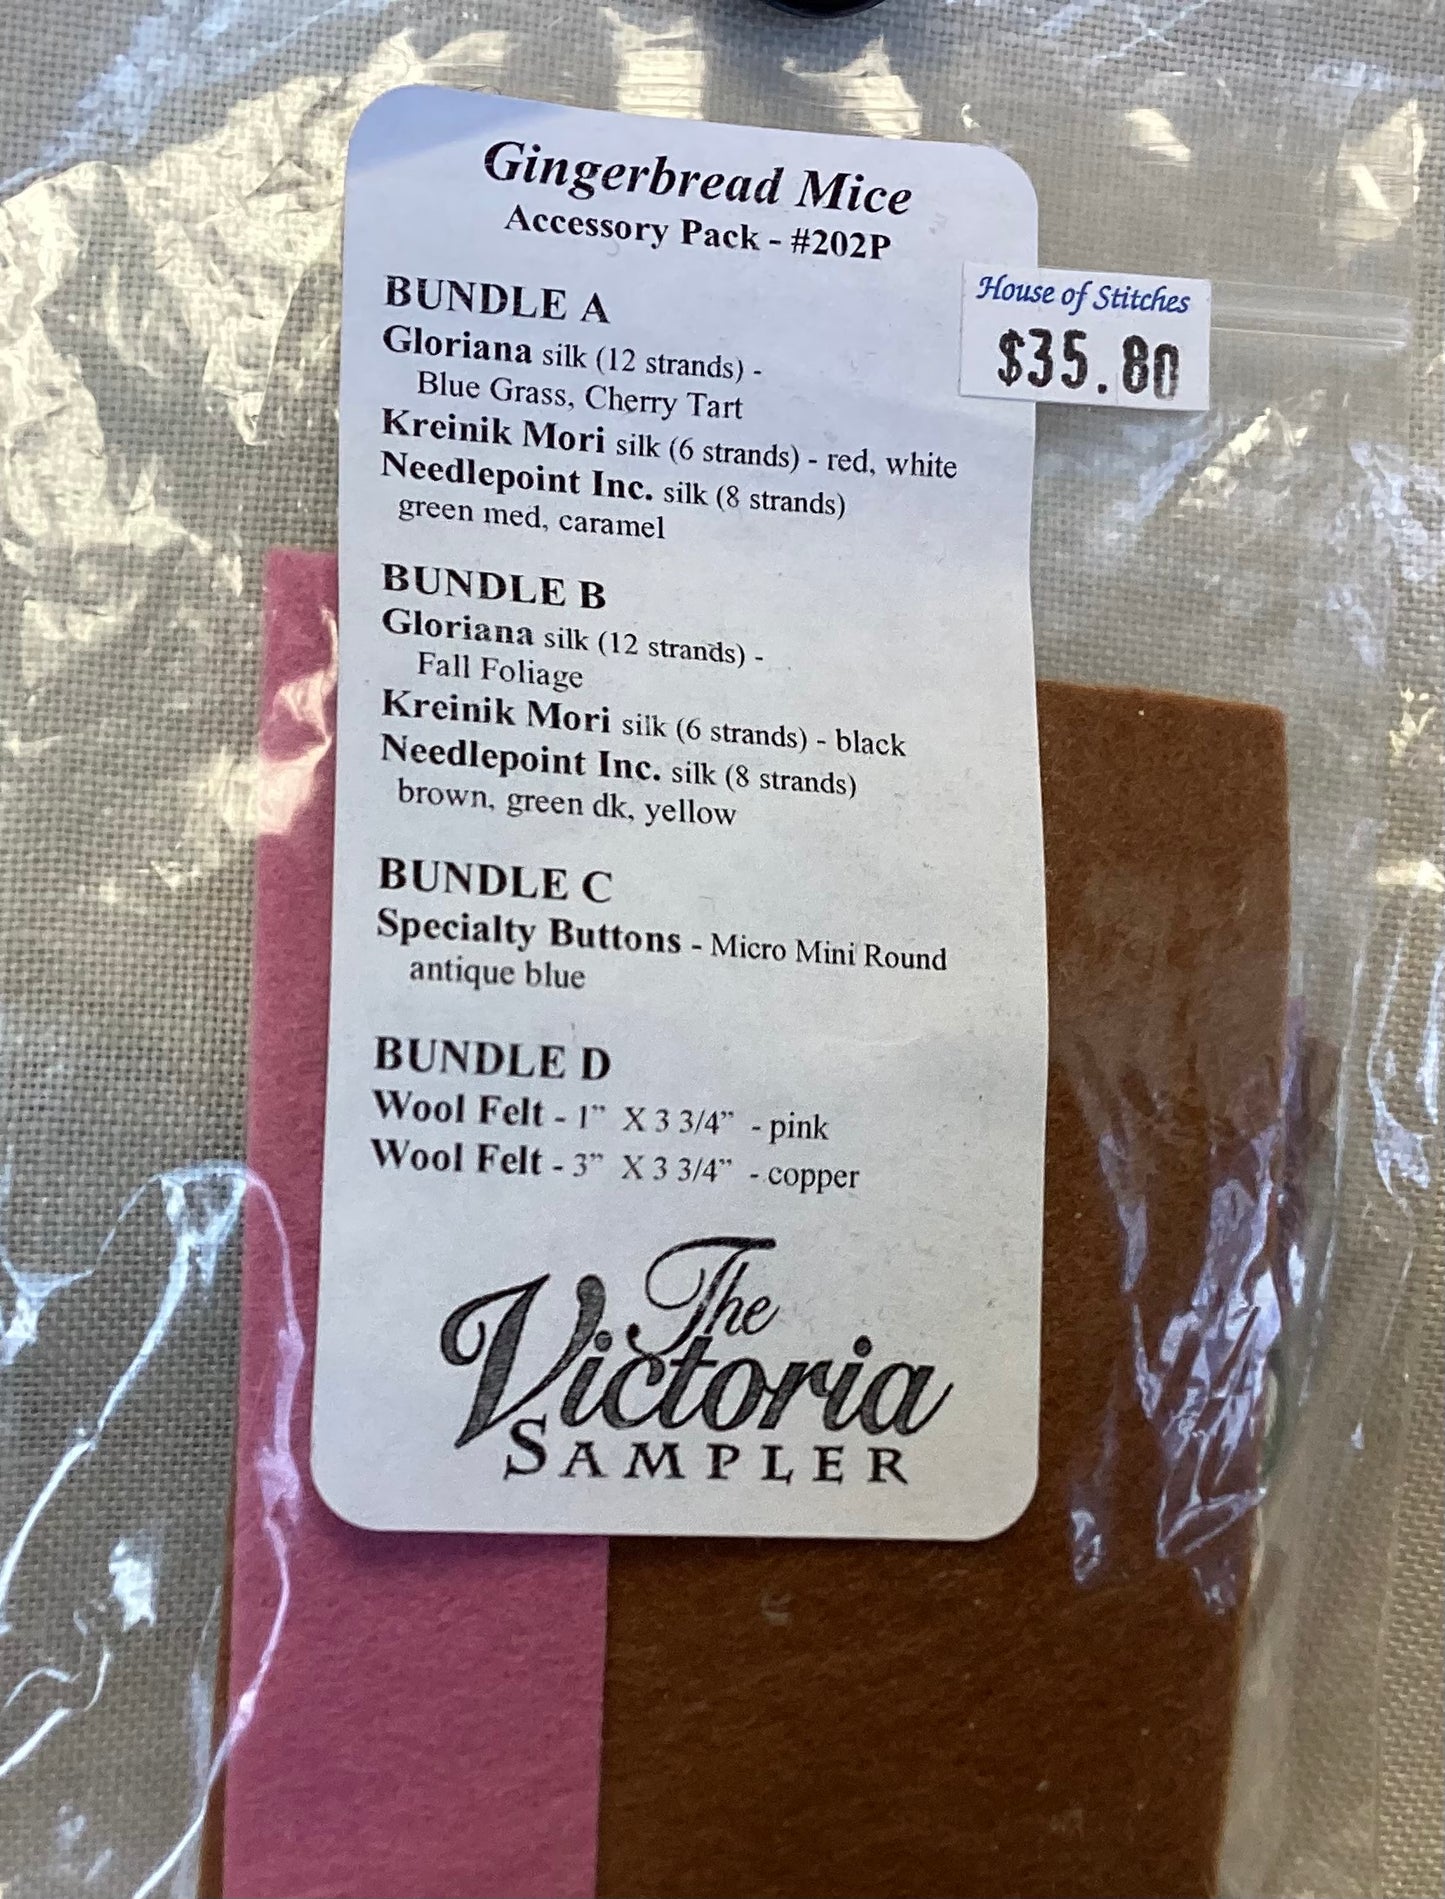 Gingerbread Mice
Accessory Pack - #202P
House of Stitches
$35.80
BUNDLE A
Gloriana silk (12 strands) -
Blue Grass, Cherry Tart
Kreinik Mori silk (6 strands) - red, white
Needlepoint Inc. silk (8 strands)
green med, caramel
BUNDLE B
Gloriana silk (12 strands) -
Fall Foliage
Kreinik Mori silk (6 strands) - black
Needlepoint Inc. silk (8 strands)
brown, green dk, yellow
BUNDLE C
Specialty Buttons - Micro Mini Round
antique blue
BUNDLE D
Wool Felt - 1” X 3 3/4” - pink
Wool Felt - 3” X 3 3/4” - copper
The
Victoria
SAMPLER